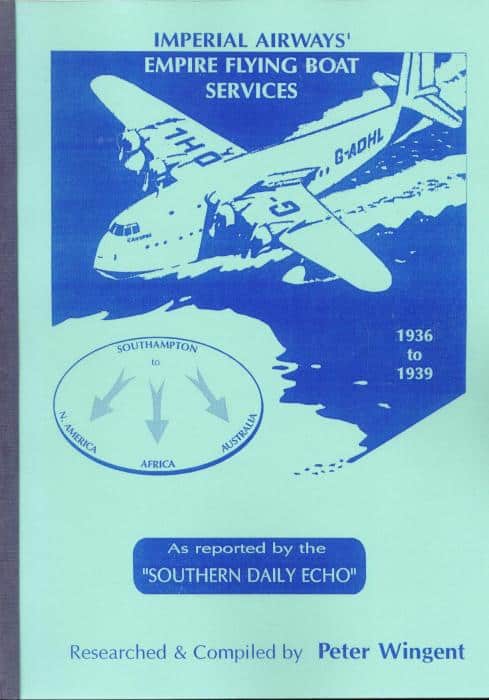 IMPERIAL AIRWAYS'
EMPIRE FLYING BOAT
SERVICES
DHL
G-ADHL
G-
CANOPUS
1936
to
1939
SOUTHAMPTON
to
N. AMERICA
AFRICA
AUSTRALIA
As reported by the
"SOUTHERN DAILY ECHO"
Researched & Compiled by Peter Wingent